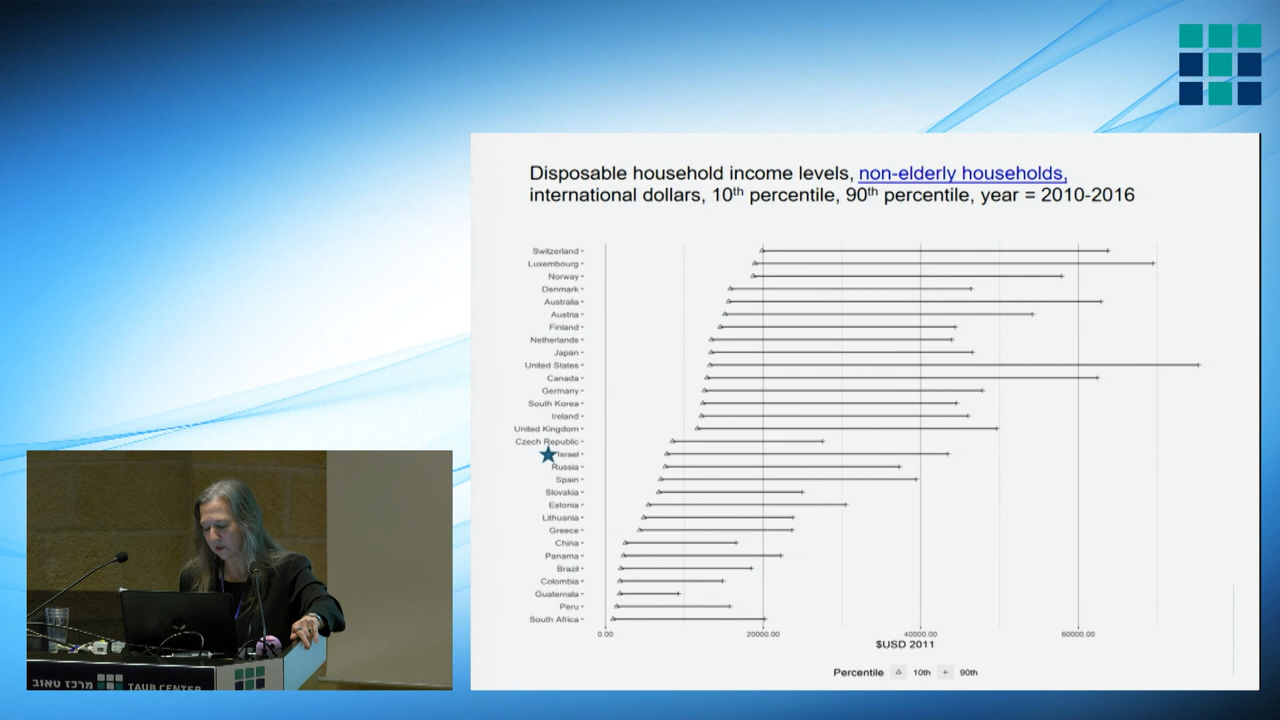 Disposable household income levels, non-elderly households,
international dollars, 10th percentile, 90th percentile, year = 2010-2016
Switzerland
Luxembourg
Norway
Denmark
Australia
Austria
Finland
Netherlands
Japan
United States
Canada
Germany
South Korea
Ireland
United Kingdom
Czech Republic
Israel
Russia
Spain
Slovakia
Estonia
Lithuania
Greece
China
Panama
Brazil
Colombia
Guatemala
Peru
South Africa
0.00 20000.00 40000.00 60000.00
$USD 2011
Percentile 10th 90th
מרכז טאוב TAUB CENTER